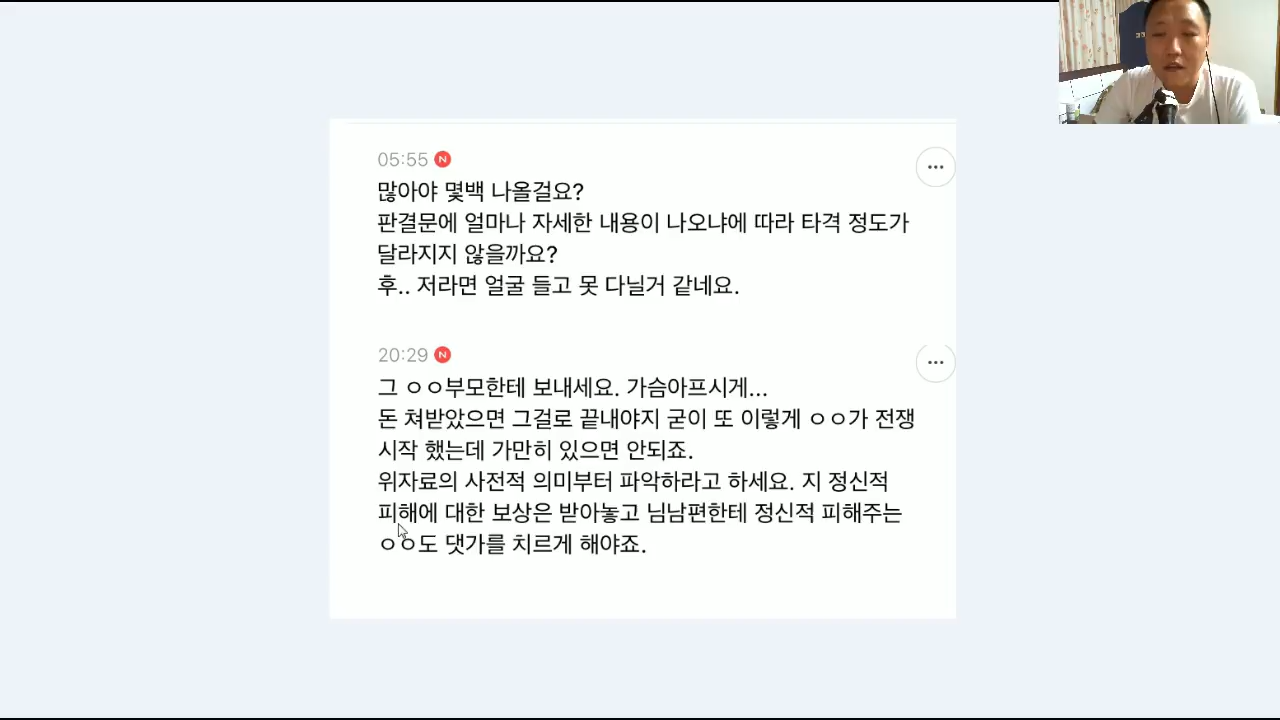 05:55 N
많아야 몇백 나올걸요?
판결문에 얼마나 자세한 내용이 나오냐에 따라 타격 정도가
달라지지 않을까요?
후.. 저라면 얼굴 들고 못 다닐거 같네요.
20:29 N
그 ㅇㅇ부모한테 보내세요. 가슴아프시게...
돈 쳐받았으면 그걸로 끝내야지 굳이 또 이렇게 ㅇㅇ가 전쟁
시작 했는데 가만히 있으면 안되죠.
위자료의 사전적 의미부터 파악하라고 하세요. 지 정신적
피해에 대한 보상은 받아놓고 님남편한테 정신적 피해주는
ㅇㅇ도 댓가를 치르게 해야죠.